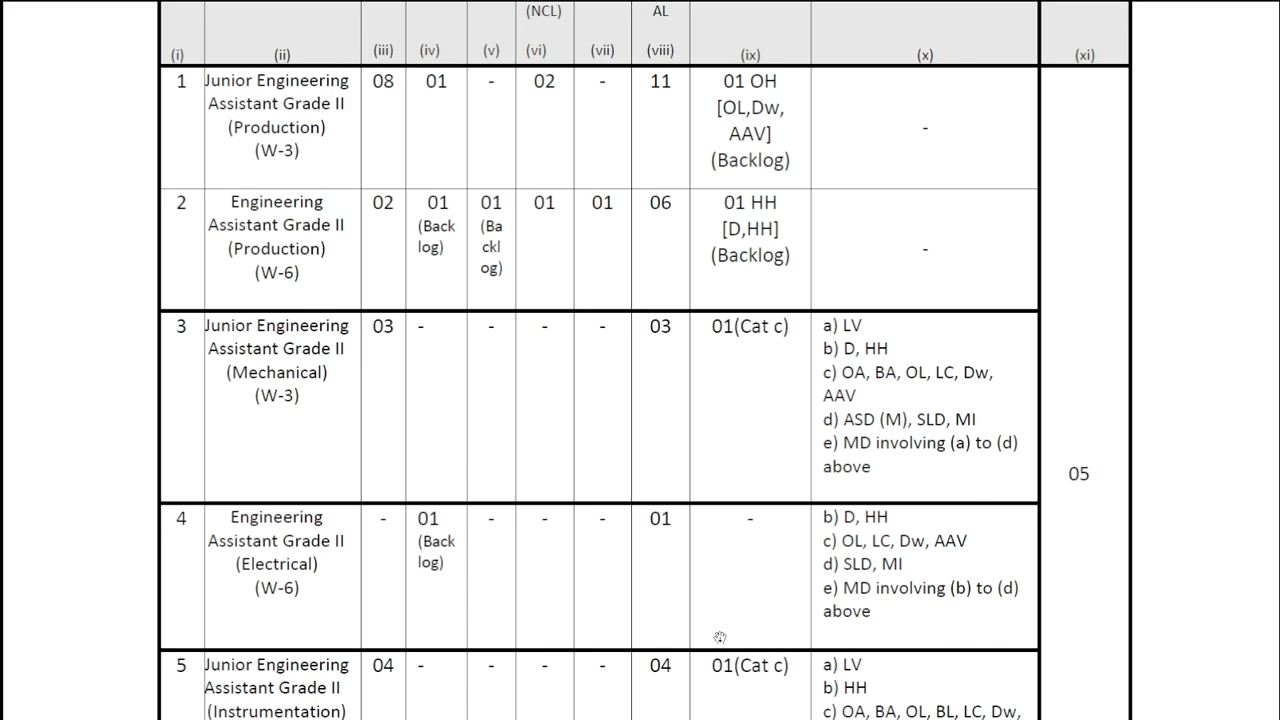 (NCL) AL
(i) (ii) (iii) (iv) (v) (vi) (vii) (viii) (ix) (x) (xi)
1 Junior Engineering 08 01 - 02 - 11 01 OH
Assistant Grade II [OL,Dw,
(Production) AAV] -
(W-3) (Backlog)
2 Engineering 02 01 01 01 01 06 01 HH
Assistant Grade II (Back (Ba [D,HH]
(Production) log) ckl (Backlog) -
(W-6) og)
3 Junior Engineering 03 - - - - 03 01(Cat c) a) LV
Assistant Grade II b) D, HH
(Mechanical) c) OA, BA, OL, LC, Dw,
(W-3) AAV
d) ASD (M), SLD, MI
e) MD involving (a) to (d)
above
05
4 Engineering - 01 - - - 01 - b) D, HH
Assistant Grade II (Back c) OL, LC, Dw, AAV
(Electrical) log) d) SLD, MI
(W-6) e) MD involving (b) to (d)
above
5 Junior Engineering 04 - - - - 04 01(Cat c) a) LV
Assistant Grade II b) HH
(Instrumentation) c) OA, BA, OL, BL, LC, Dw,